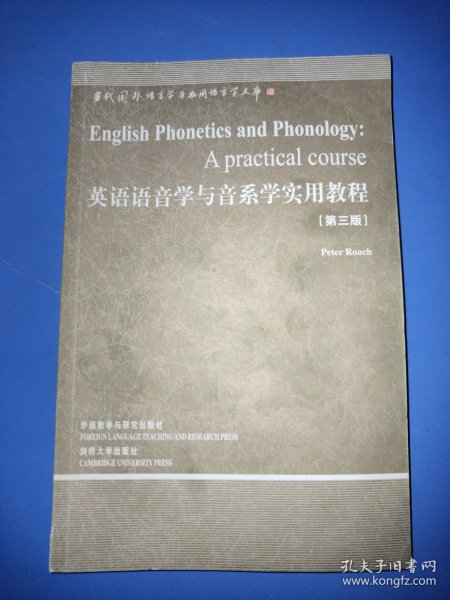 当代国外语言学与应用语言学文库
English Phonetics and Phonology:
A practical course
英语语音学与音系学实用教程
[第三版]
Peter Roach
外语教学与研究出版社
FOREIGN LANGUAGE TEACHING AND RESEARCH PRESS
剑桥大学出版社
CAMBRIDGE UNIVERSITY PRESS
孔夫子旧书网
www.kongfz.com